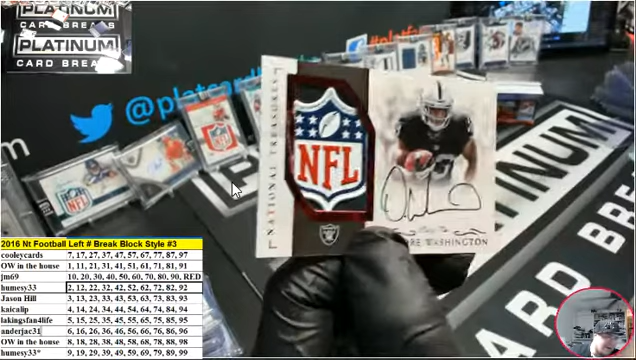 PLATINUM
CARD BREAKS
PLATINUM
CARD BREAKS
@platcard
NATIONAL TREASURES
NFL
RE WASHINGTON
PLATINUM
2016 Nt Football Left # Break Block Style #3
cooleycards 7, 17, 27, 37, 47, 57, 67, 77, 87, 97
OW in the house 1, 11, 21, 31, 41, 51, 61, 71, 81, 91
jm69 10, 20, 30, 40, 50, 60, 70, 80, 90, RED
humesy33 2, 12, 22, 32, 42, 52, 62, 72, 82, 92
Jason Hill 3, 13, 23, 33, 43, 53, 63, 73, 83, 93
kaicalip 4, 14, 24, 34, 44, 54, 64, 74, 84, 94
lakingsfan4life 5, 15, 25, 35, 45, 55, 65, 75, 85, 95
anderjac31 6, 16, 26, 36, 46, 56, 66, 76, 86, 96
OW in the house 8, 18, 28, 38, 48, 58, 68, 78, 88, 98
humesy33* 9, 19, 29, 39, 49, 59, 69, 79, 89, 99